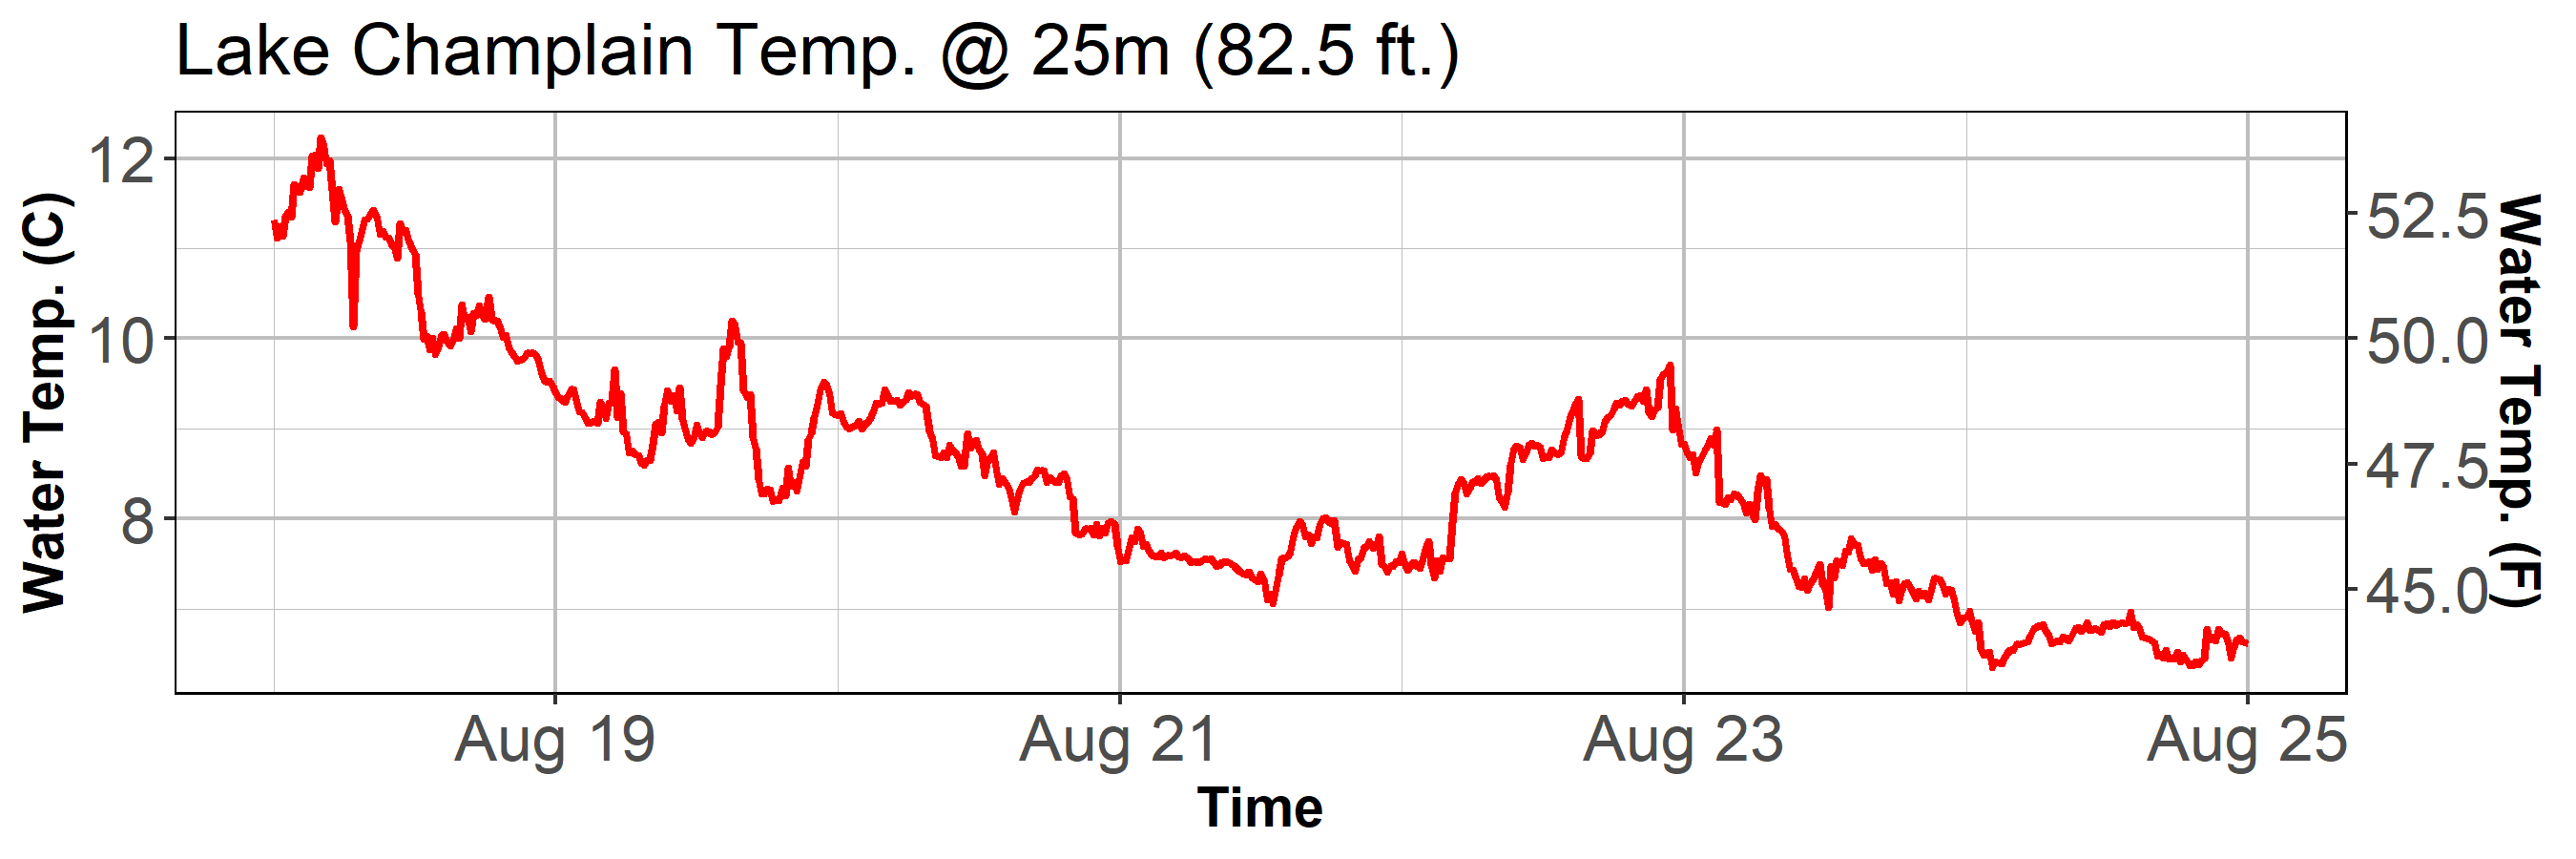 Lake Champlain Temp. @ 25m (82.5 ft.)
12
10
8
Water Temp. (C)
52.5
50.0
47.5
45.0
Water Temp. (F)
Aug 19
Aug 21
Aug 23
Aug 25
Time